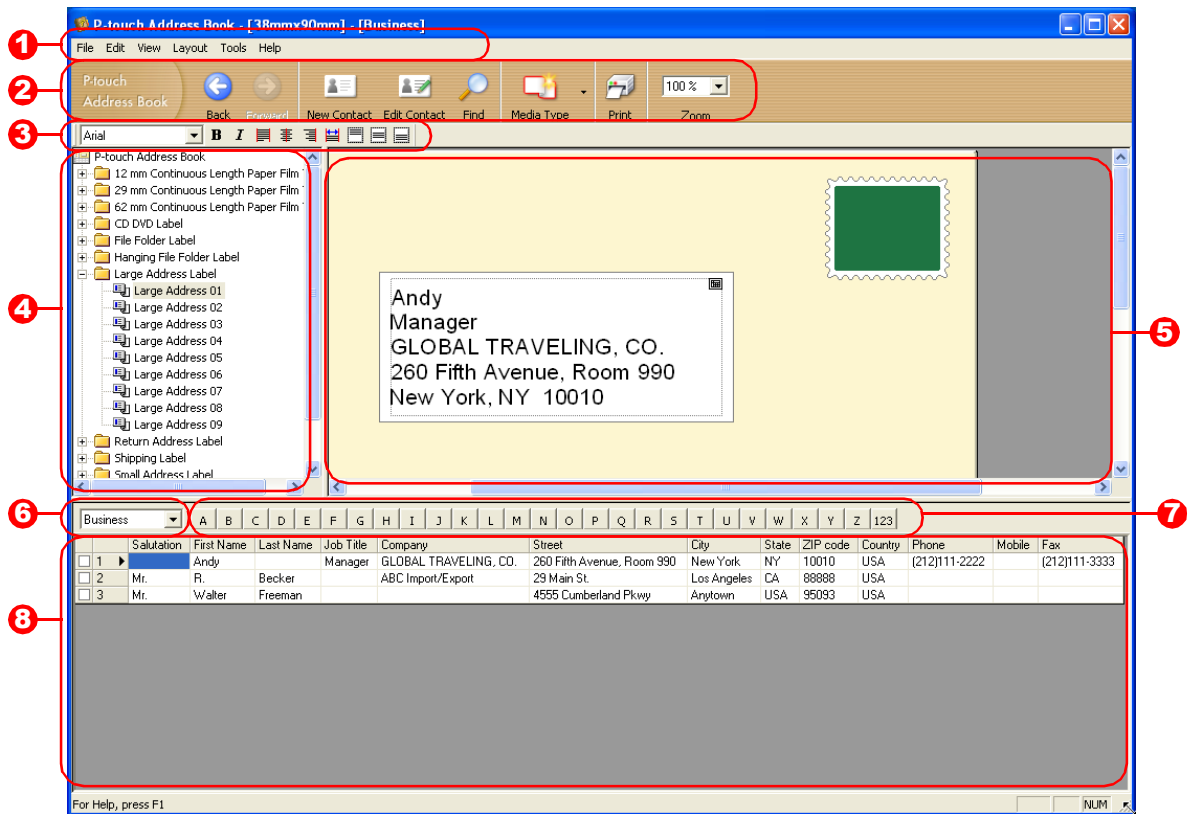 P-touch Address Book - [38mmx90mm] - [Business]
1
File Edit View Layout Tools Help
2
P-touch
Address Book
Back Forward New Contact Edit Contact Find Media Type Print 100 % Zoom
3
Arial B I
4
P-touch Address Book
12 mm Continuous Length Paper Film
29 mm Continuous Length Paper Film
62 mm Continuous Length Paper Film
CD DVD Label
File Folder Label
Hanging File Folder Label
Large Address Label
Large Address 01
Large Address 02
Large Address 03
Large Address 04
Large Address 05
Large Address 06
Large Address 07
Large Address 08
Large Address 09
Return Address Label
Shipping Label
Small Address Label
5
Andy
Manager
GLOBAL TRAVELING, CO.
260 Fifth Avenue, Room 990
New York, NY 10010
6
Business
7
A B C D E F G H I J K L M N O P Q R S T U V W X Y Z 123
8
Salutation First Name Last Name Job Title Company Street City State ZIP code Country Phone Mobile Fax
1 Andy Manager GLOBAL TRAVELING, CO. 260 Fifth Avenue, Room 990 New York NY 10010 USA (212)111-2222 (212)111-3333
2 Mr. R. Becker ABC Import/Export 29 Main St. Los Angeles CA 88888 USA
3 Mr. Walter Freeman 4555 Cumberland Pkwy Anytown USA 95093 USA
For Help, press F1
NUM